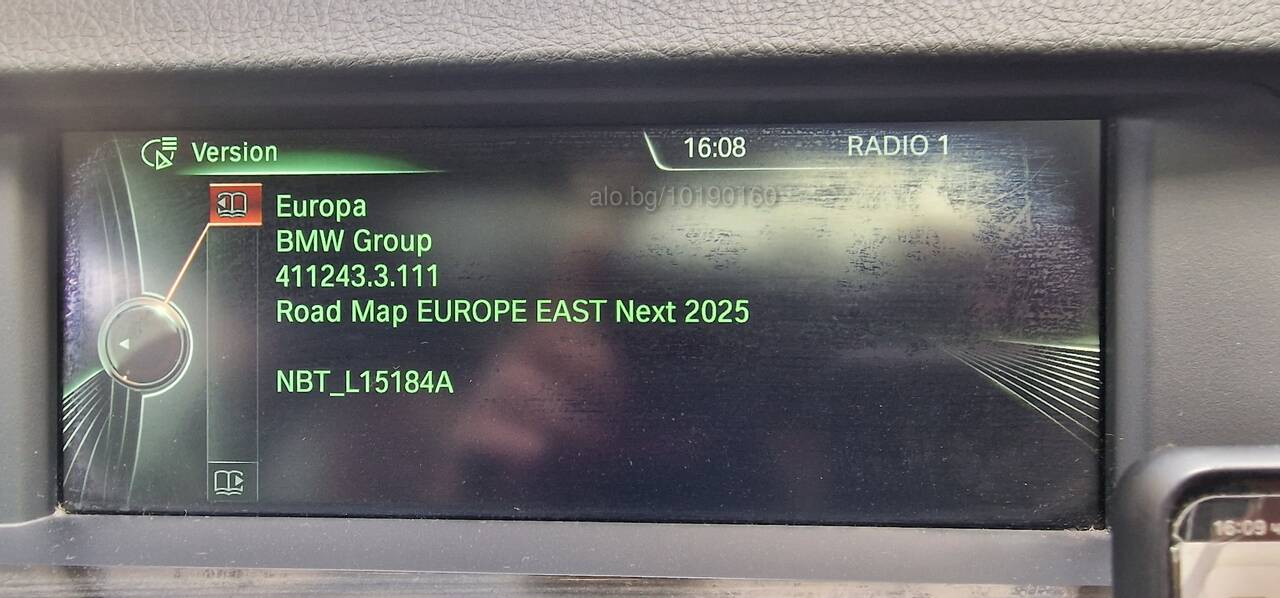 Version
16:08
RADIO 1
alo.bg/10190160
Europa
BMW Group
411243.3.111
Road Map EUROPE EAST Next 2025
NBT_L15184A
16:09